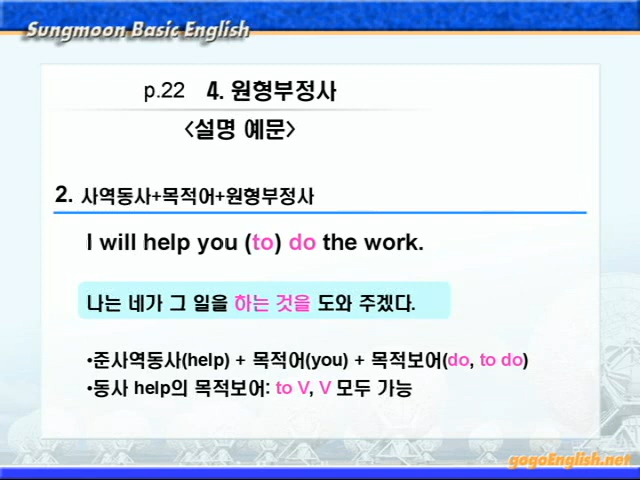 Sungmoon Basic English
p.22 4. 원형부정사
<설명 예문>
2. 사역동사+목적어+원형부정사
I will help you (to) do the work.
나는 네가 그 일을 하는 것을 도와 주겠다.
•준사역동사(help) + 목적어(you) + 목적보어(do, to do)
•동사 help의 목적보어: to V, V 모두 가능
gogoEnglish.net